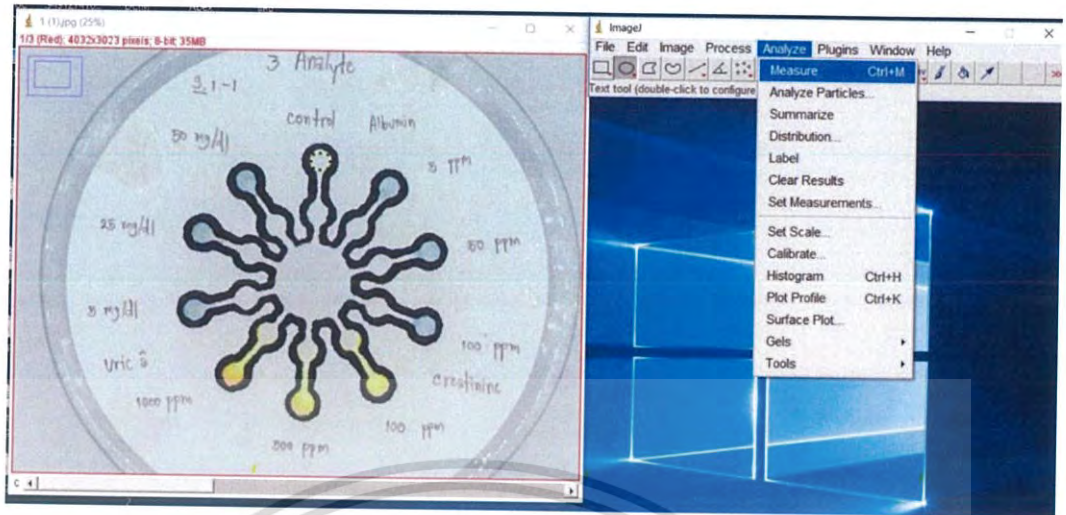 1 (1).jpg (25%)
1/3 (Red); 4032x3023 pixels; 8-bit; 35MB
3 Analyte
1-1
control
Albumin
50 mg/dl
5 ppm
25 mg/dl
50 ppm
5 mg/dl
100 ppm
Uric
Creatinine
1000 ppm
100 ppm
500 ppm
c
ImageJ
File Edit Image Process Analyze Plugins Window Help
Text tool (double-click to configure
Measure Ctrl+M
Analyze Particles...
Summarize
Distribution...
Label
Clear Results
Set Measurements...
Set Scale...
Calibrate...
Histogram Ctrl+H
Plot Profile Ctrl+K
Surface Plot...
Gels
Tools